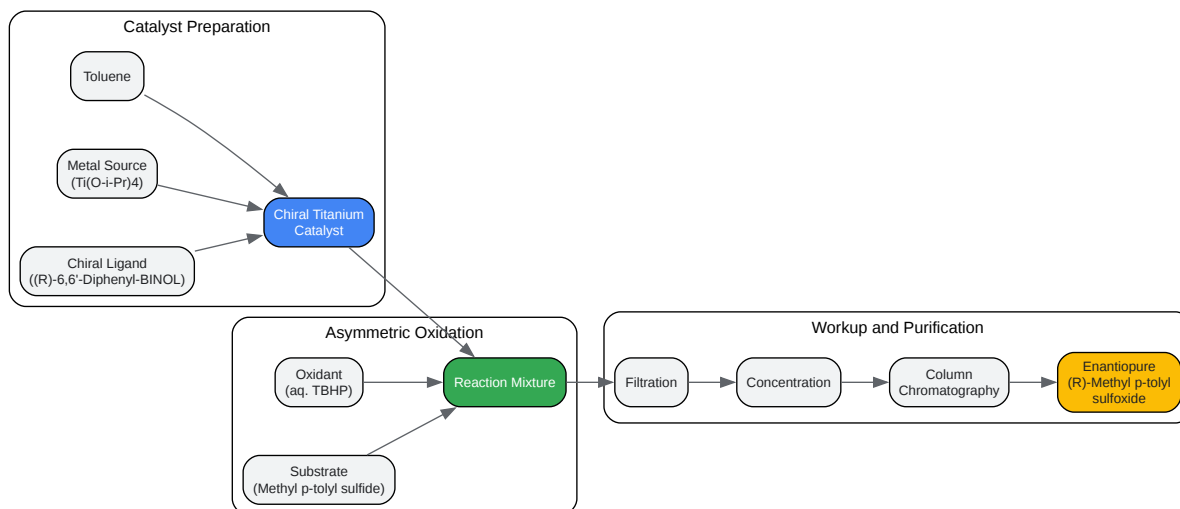 Catalyst Preparation
Toluene
Metal Source
(Ti(O-i-Pr)4)
Chiral Ligand
((R)-6,6'-Diphenyl-BINOL)
Chiral Titanium
Catalyst
Asymmetric Oxidation
Oxidant
(aq. TBHP)
Substrate
(Methyl p-tolyl sulfide)
Reaction Mixture
Workup and Purification
Filtration
Concentration
Column
Chromatography
Enantiopure
(R)-Methyl p-tolyl
sulfoxide